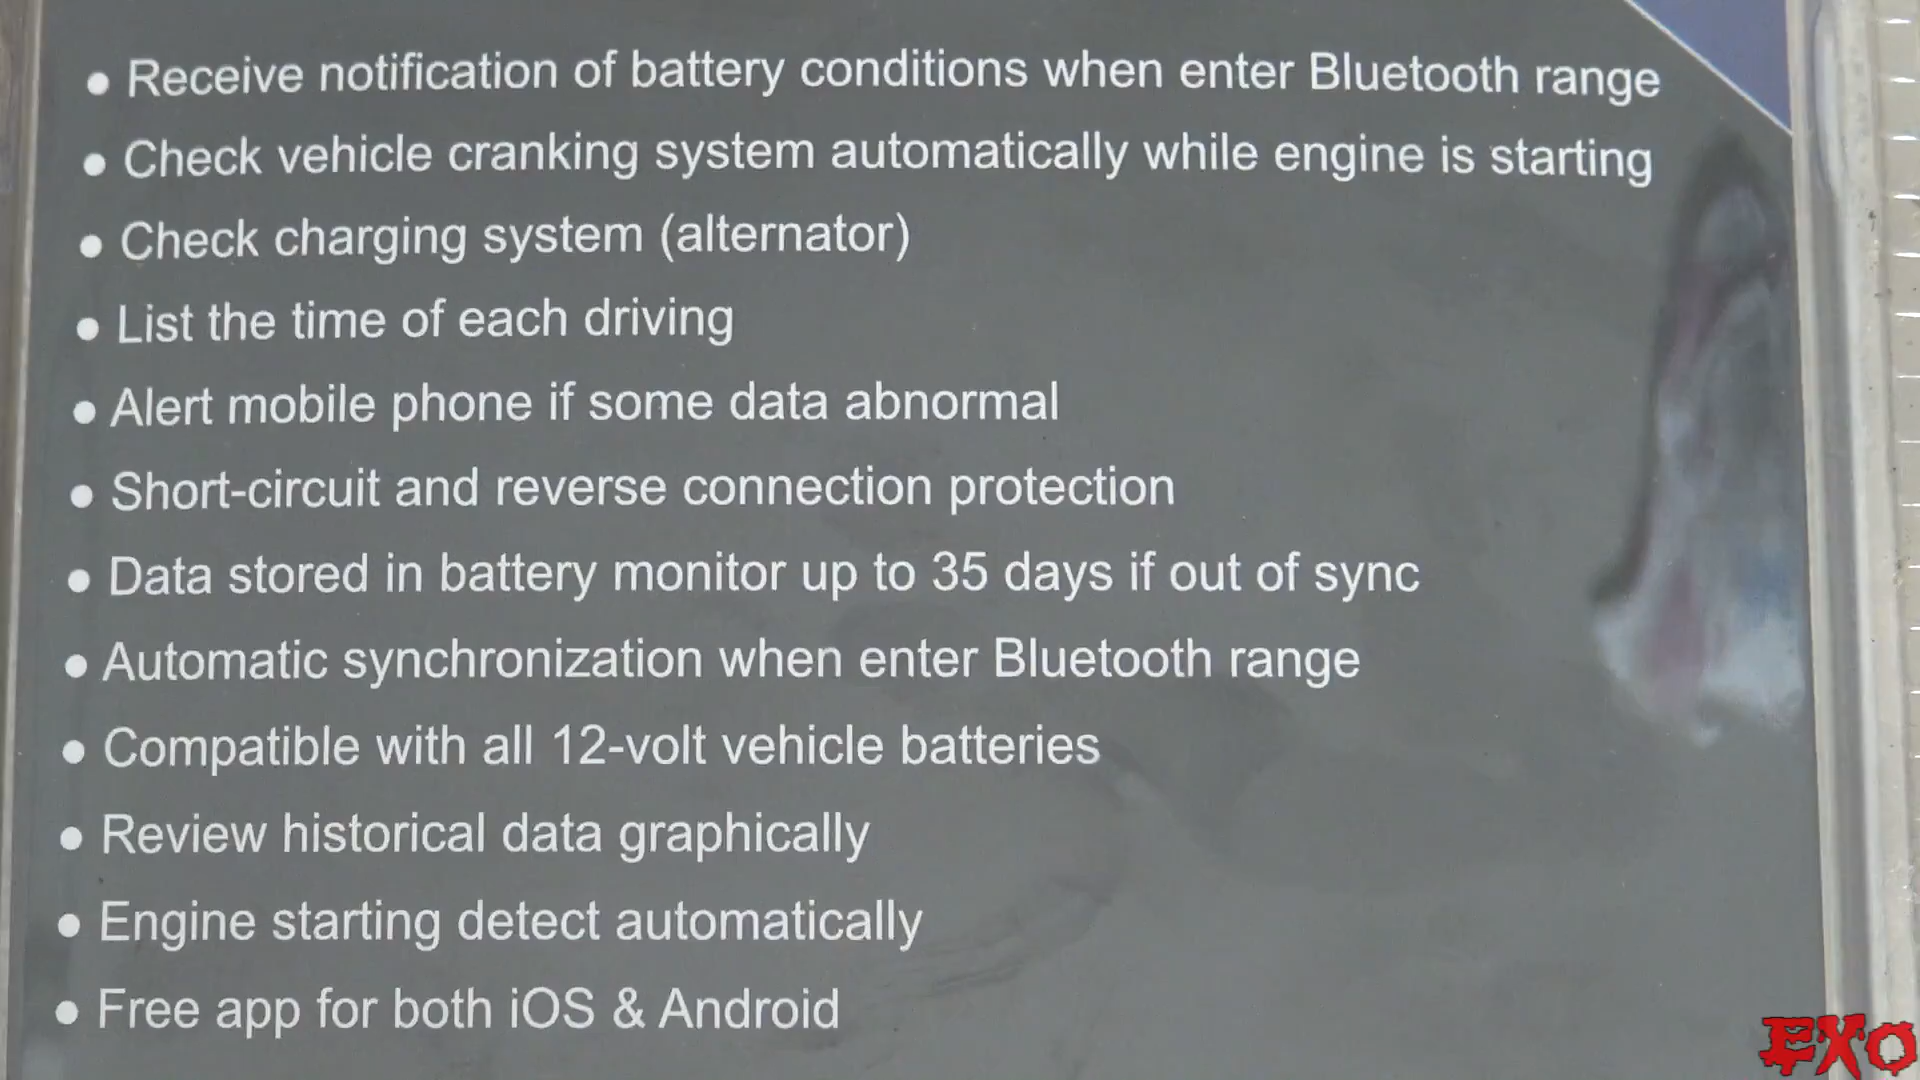 • Receive notification of battery conditions when enter Bluetooth range
• Check vehicle cranking system automatically while engine is starting
• Check charging system (alternator)
• List the time of each driving
• Alert mobile phone if some data abnormal
• Short-circuit and reverse connection protection
• Data stored in battery monitor up to 35 days if out of sync
• Automatic synchronization when enter Bluetooth range
• Compatible with all 12-volt vehicle batteries
• Review historical data graphically
• Engine starting detect automatically
• Free app for both iOS & Android
EXO